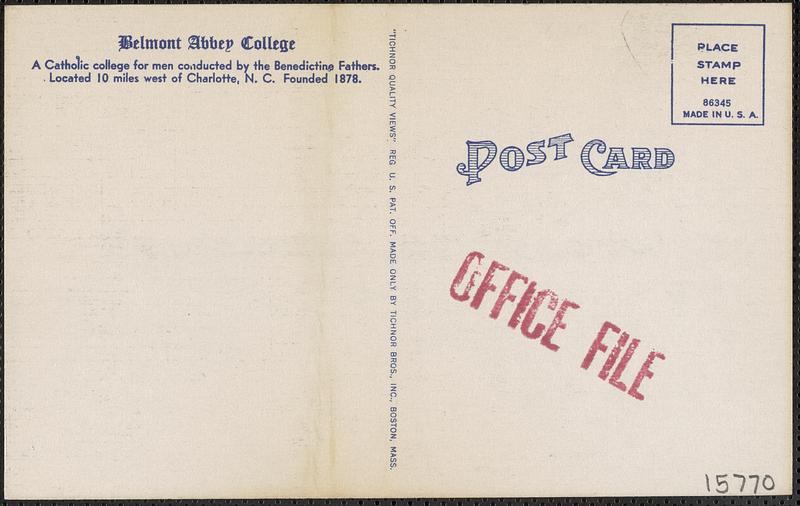 Belmont Abbey College
A Catholic college for men conducted by the Benedictine Fathers.
Located 10 miles west of Charlotte, N. C. Founded 1878.
"TICHNOR QUALITY VIEWS" REG. U. S. PAT. OFF. MADE ONLY BY TICHNOR BROS., INC., BOSTON, MASS.
PLACE
STAMP
HERE
86345
MADE IN U. S. A.
POST CARD
OFFICE FILE
15770